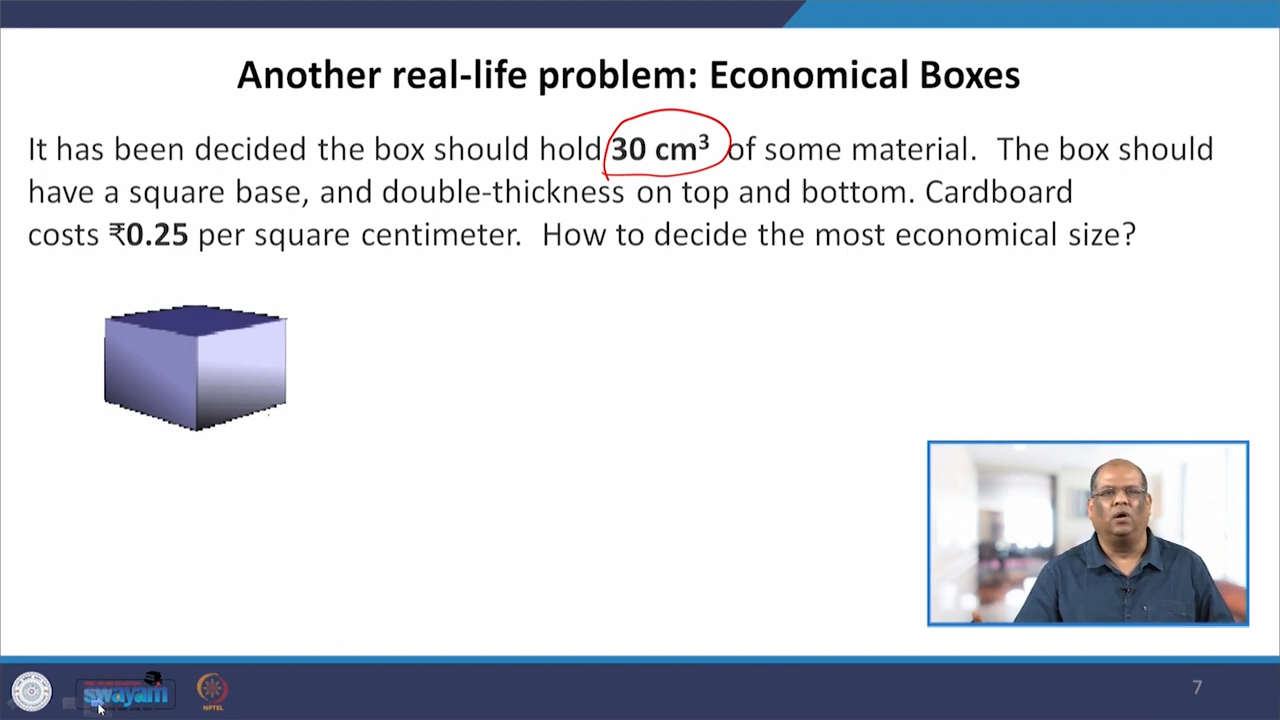 Another real-life problem: Economical Boxes
It has been decided the box should hold 30 cm³ of some material. The box should
have a square base, and double-thickness on top and bottom. Cardboard
costs ₹0.25 per square centimeter. How to decide the most economical size?
swayam
NPTEL
7